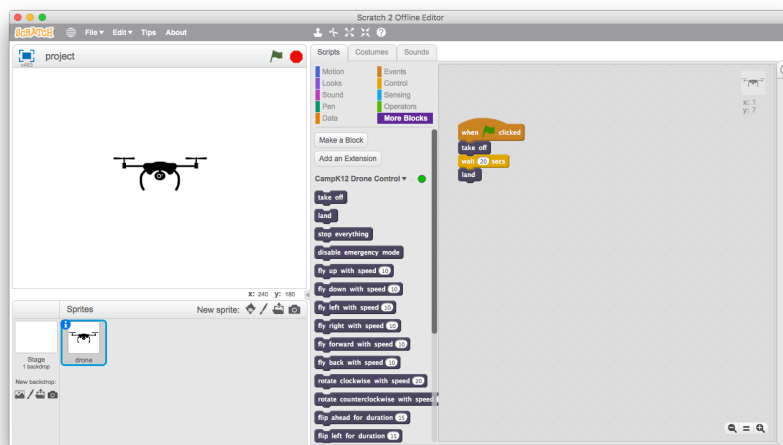 Scratch 2 Offline Editor
SCRATCH File▾ Edit▾ Tips About
v460
project
Scripts Costumes Sounds
Motion Events
Looks Control
Sound Sensing
Pen Operators
Data More Blocks
Make a Block
Add an Extension
CampK12 Drone Control▾
take off
land
stop everything
disable emergency mode
fly up with speed 10
fly down with speed 10
fly left with speed 10
fly right with speed 10
fly forward with speed 10
fly back with speed 10
rotate clockwise with speed 20
rotate counterclockwise with speed
flip ahead for duration 15
flip left for duration 15
when clicked
take off
wait 20 secs
land
x: 1
y: 7
x: 240 y: 180
Sprites New sprite:
Stage
1 backdrop
New backdrop:
drone